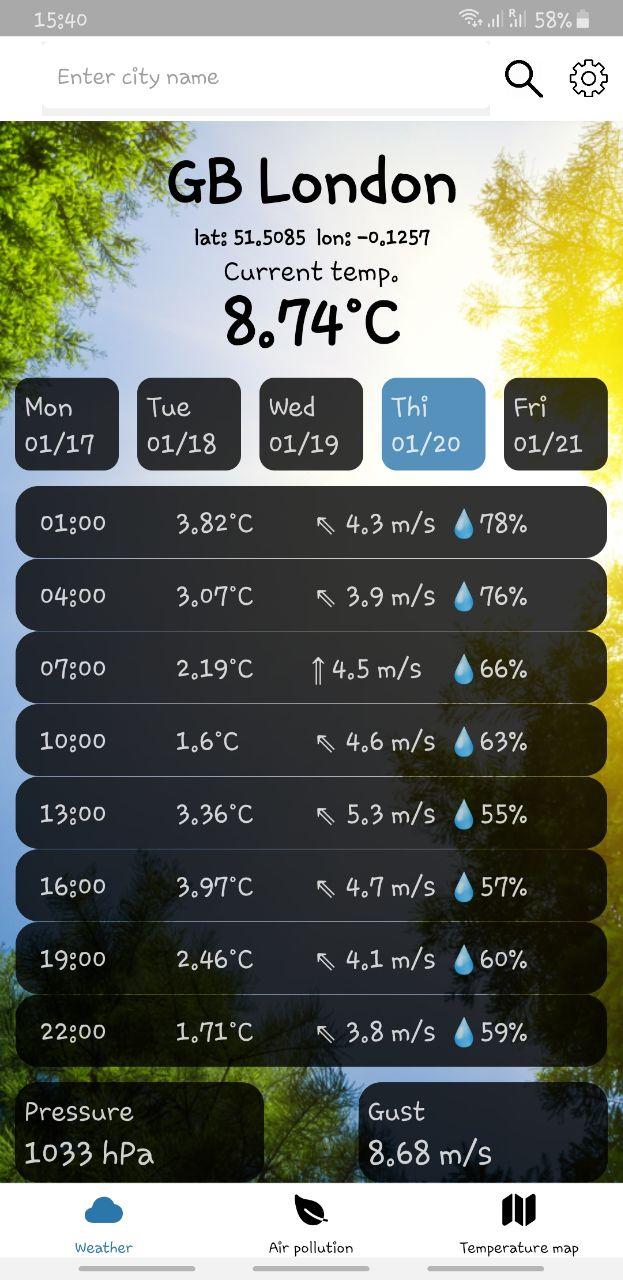 15:40 R 58%
Enter city name
GB London
lat: 51.5085 lon: -0.1257
Current temp.
8.74°C
Mon Tue Wed Thi Fri
01/17 01/18 01/19 01/20 01/21
01:00 3.82°C ⇖ 4.3 m/s 💧78%
04:00 3.07°C ⇖ 3.9 m/s 💧76%
07:00 2.19°C ⇑ 4.5 m/s 💧66%
10:00 1.6°C ⇖ 4.6 m/s 💧63%
13:00 3.36°C ⇖ 5.3 m/s 💧55%
16:00 3.97°C ⇖ 4.7 m/s 💧57%
19:00 2.46°C ⇖ 4.1 m/s 💧60%
22:00 1.71°C ⇖ 3.8 m/s 💧59%
Pressure Gust
1033 hPa 8.68 m/s
Weather Air pollution Temperature map